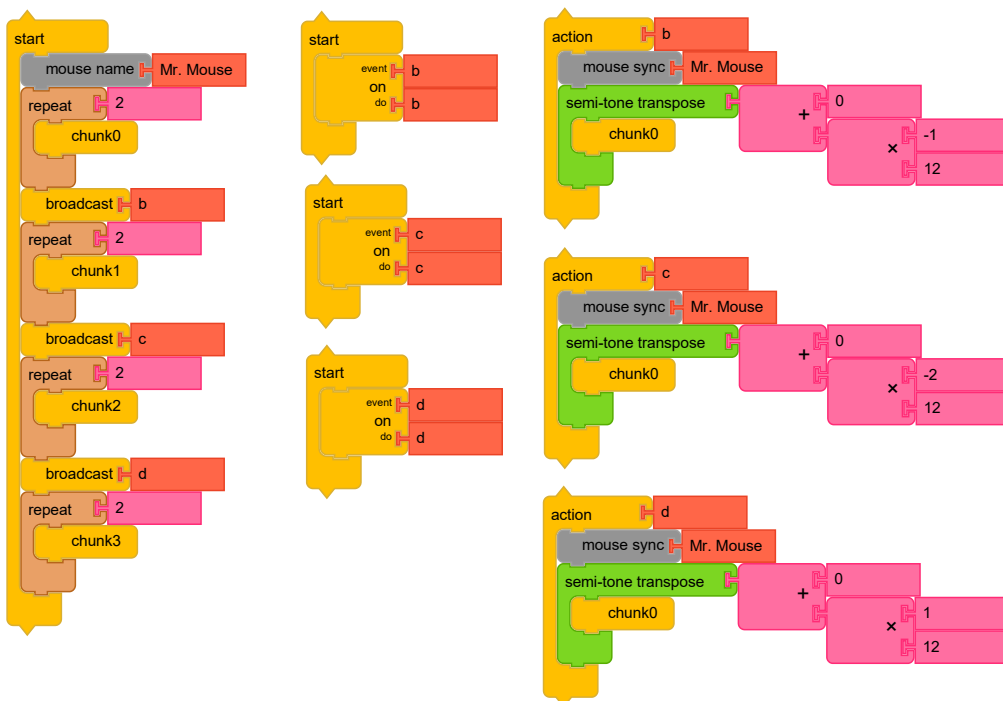 start
mouse name Mr. Mouse
repeat 2
chunk0
broadcast b
repeat 2
chunk1
broadcast c
repeat 2
chunk2
broadcast d
repeat 2
chunk3
start
event b
on
do b
start
event c
on
do c
start
event d
on
do d
action b
mouse sync Mr. Mouse
semi-tone transpose + 0
chunk0 × -1
12
action c
mouse sync Mr. Mouse
semi-tone transpose + 0
chunk0 × -2
12
action d
mouse sync Mr. Mouse
semi-tone transpose + 0
chunk0 × 1
12